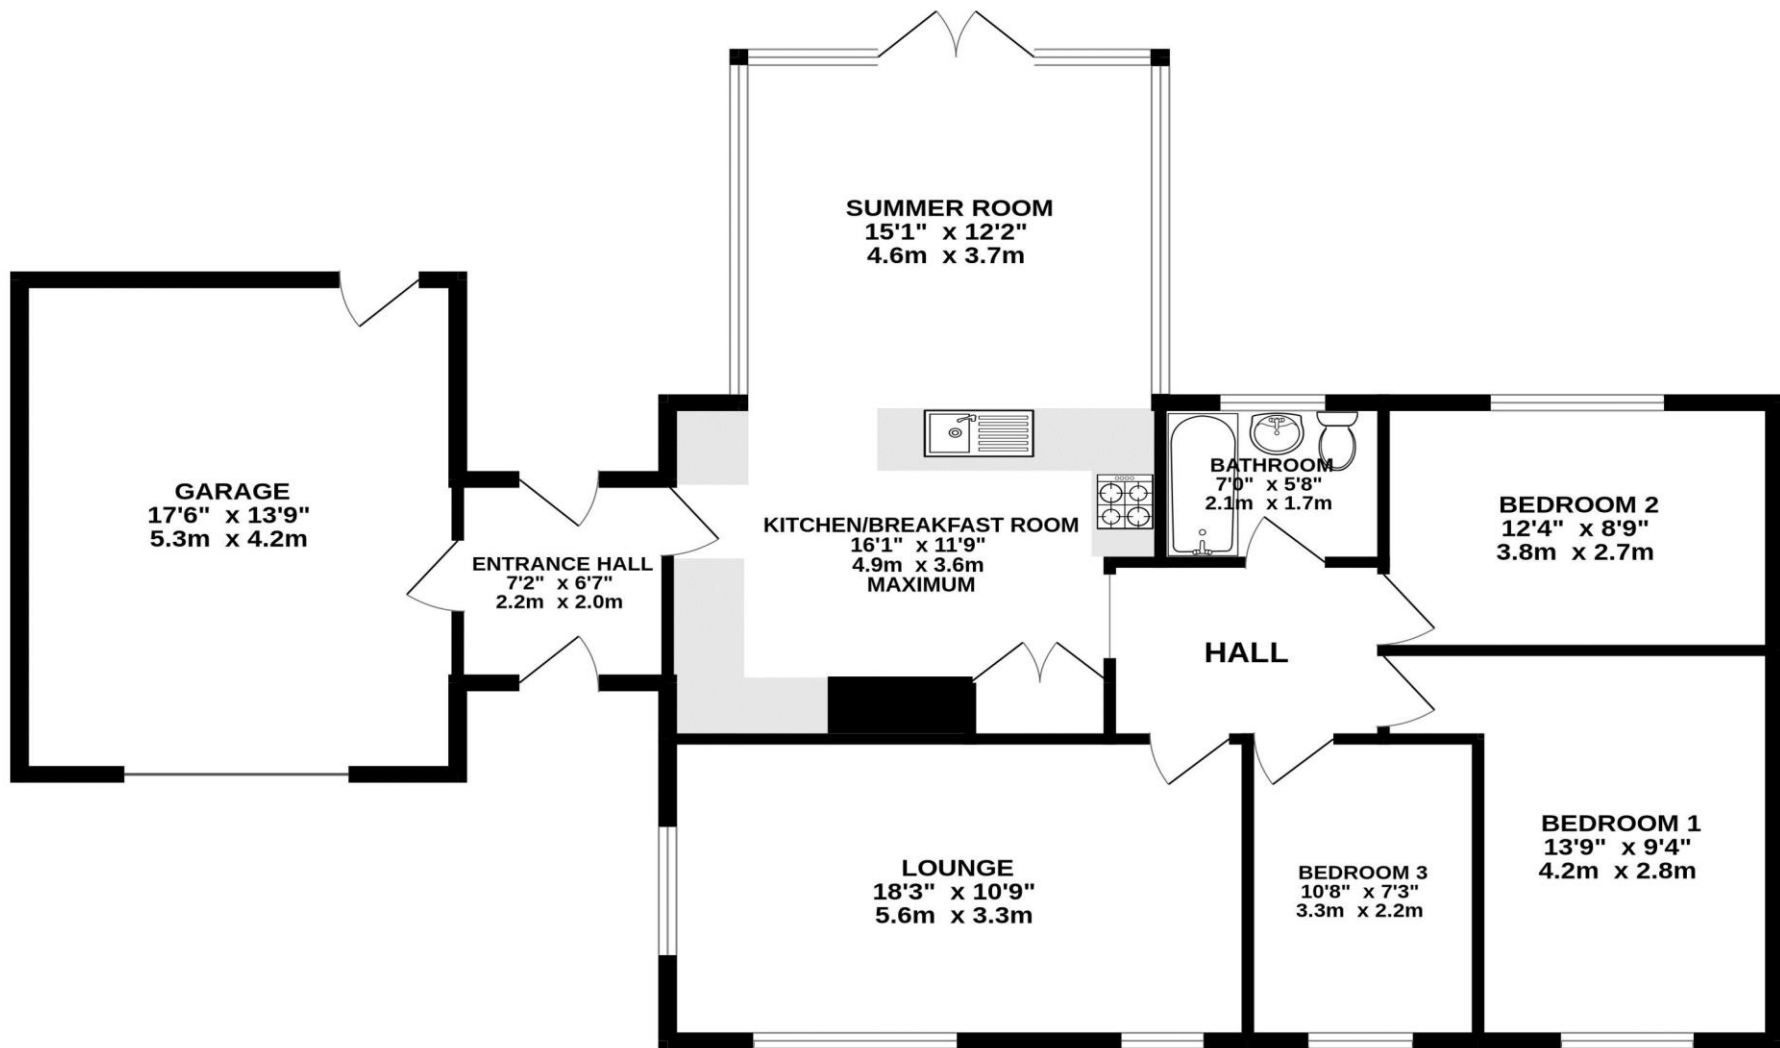 SUMMER ROOM
15'1" x 12'2"
4.6m x 3.7m
GARAGE
17'6" x 13'9"
5.3m x 4.2m
ENTRANCE HALL
7'2" x 6'7"
2.2m x 2.0m
KITCHEN/BREAKFAST ROOM
16'1" x 11'9"
4.9m x 3.6m
MAXIMUM
BATHROOM
7'0" x 5'8"
2.1m x 1.7m
BEDROOM 2
12'4" x 8'9"
3.8m x 2.7m
HALL
LOUNGE
18'3" x 10'9"
5.6m x 3.3m
BEDROOM 3
10'8" x 7'3"
3.3m x 2.2m
BEDROOM 1
13'9" x 9'4"
4.2m x 2.8m